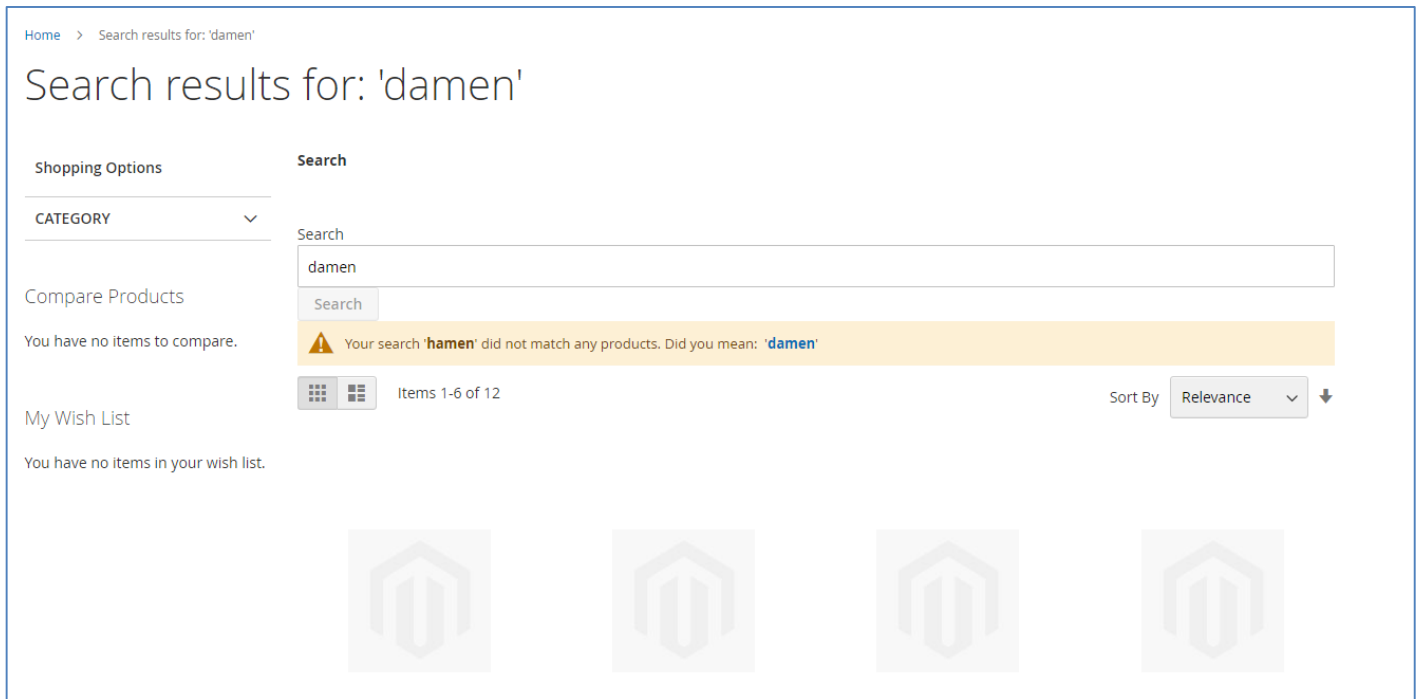 Home > Search results for: 'damen'
Search results for: 'damen'
Shopping Options
CATEGORY
Compare Products
You have no items to compare.
My Wish List
You have no items in your wish list.
Search
Search
damen
Search
Your search 'hamen' did not match any products. Did you mean: 'damen'
Items 1-6 of 12
Sort By Relevance